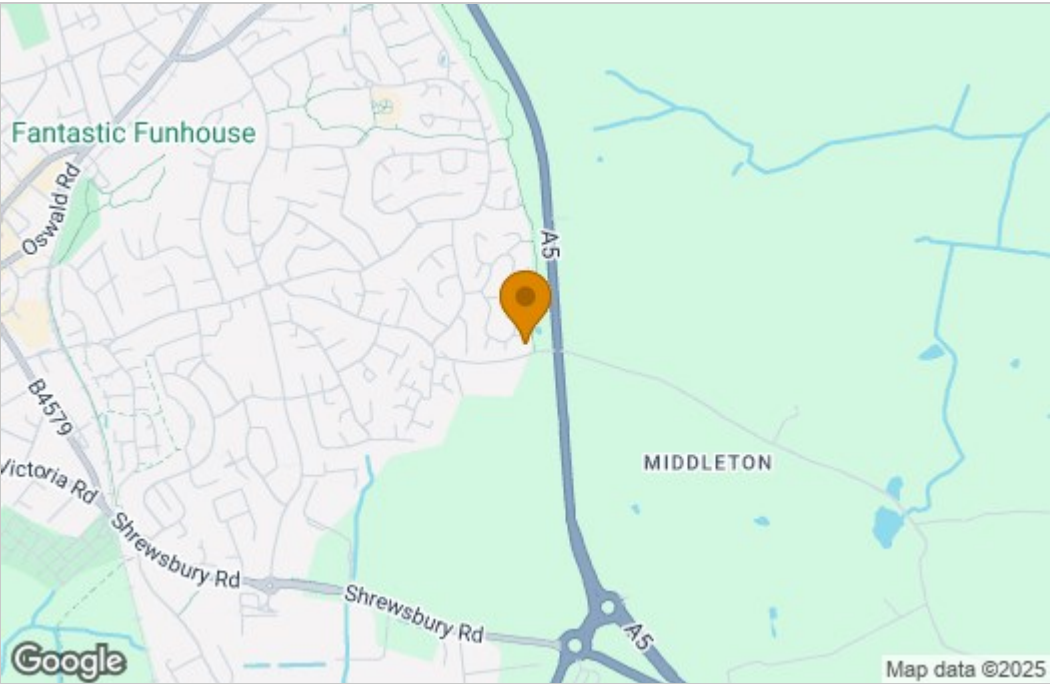 Fantastic Funhouse
Oswald Rd
A5
B4579
Victoria Rd
MIDDLETON
Shrewsbury Rd
Shrewsbury Rd
A5
Google
Map data ©2025